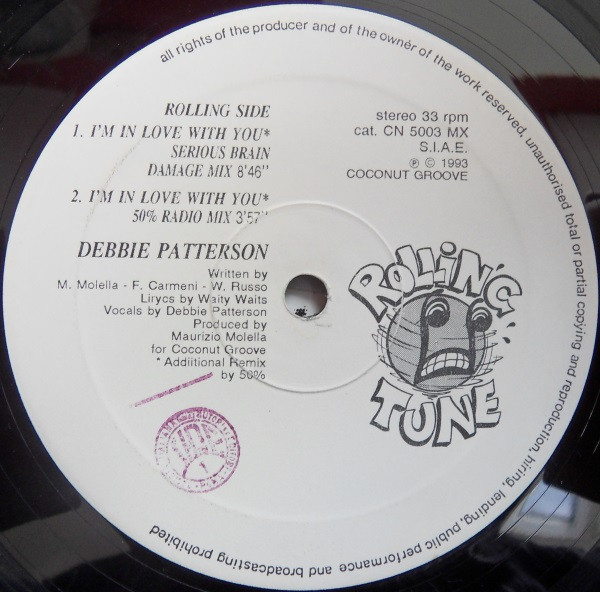 all rights of the producer and of the owner of the work reserved. unauthorised total or partial copying and reproduction, hiring, lending, public performance and broadcasting prohibited
ROLLING SIDE
1. I'M IN LOVE WITH YOU*
SERIOUS BRAIN
DAMAGE MIX 8'46"
2. I'M IN LOVE WITH YOU*
50% RADIO MIX 3'57"
DEBBIE PATTERSON
Written by
M. Molella - F. Carmeni - W. Russo
Lirycs by Waity Waits
Vocals by Debbie Patterson
Produced by
Maurizio Molella
for Coconut Groove
* Addiitional Remix
by 50%
stereo 33 rpm
cat. CN 5003 MX
S.I.A.E.
℗ © 1993
COCONUT GROOVE
ROLLING
TUNE